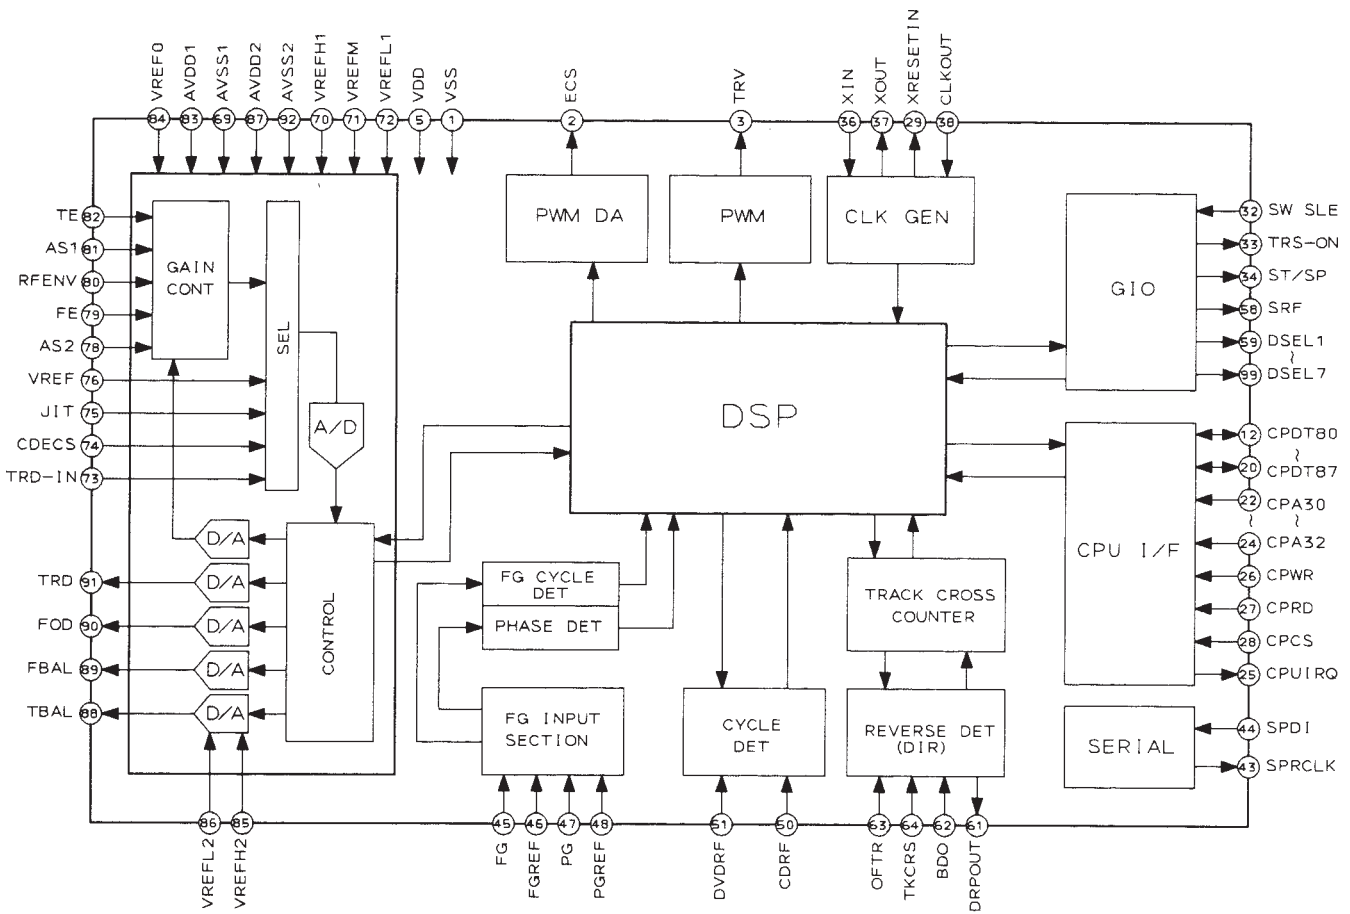 VREF0
AVDD1
AVSS1
AVDD2
AVSS2
VREFH1
VREFM
VREFL1
VDD
VSS
ECS
TRV
XIN
XOUT
XRESETIN
CLKOUT
84
83
69
87
92
70
71
72
5
1
2
3
36
37
29
38
TE 82
AS1 81
RFENV 80
FE 79
AS2 78
VREF 76
JIT 75
CDECS 74
TRD-IN 73
TRD 91
FOD 90
FBAL 89
TBAL 88
GAIN
CONT
SEL
A/D
D/A
D/A
D/A
D/A
D/A
CONTROL
PWM DA
PWM
CLK GEN
DSP
GIO
CPU I/F
SERIAL
FG CYCLE
DET
PHASE DET
FG INPUT
SECTION
CYCLE
DET
TRACK CROSS
COUNTER
REVERSE DET
(DIR)
32 SW SLE
33 TRS-ON
34 ST/SP
58 SRF
59 DSEL1
~
99 DSEL7
12 CPDT80
~
20 CPDT87
22 CPA30
~ ~
24 CPA32
26 CPWR
27 CPRD
28 CPCS
25 CPUIRQ
44 SPDI
43 SPRCLK
86
85
45
46
47
48
51
50
63
64
62
61
VREFL2
VREFH2
FG
FGREF
PG
PGREF
DVDRF
CDRF
OFTR
TKCRS
BDO
DRPOUT